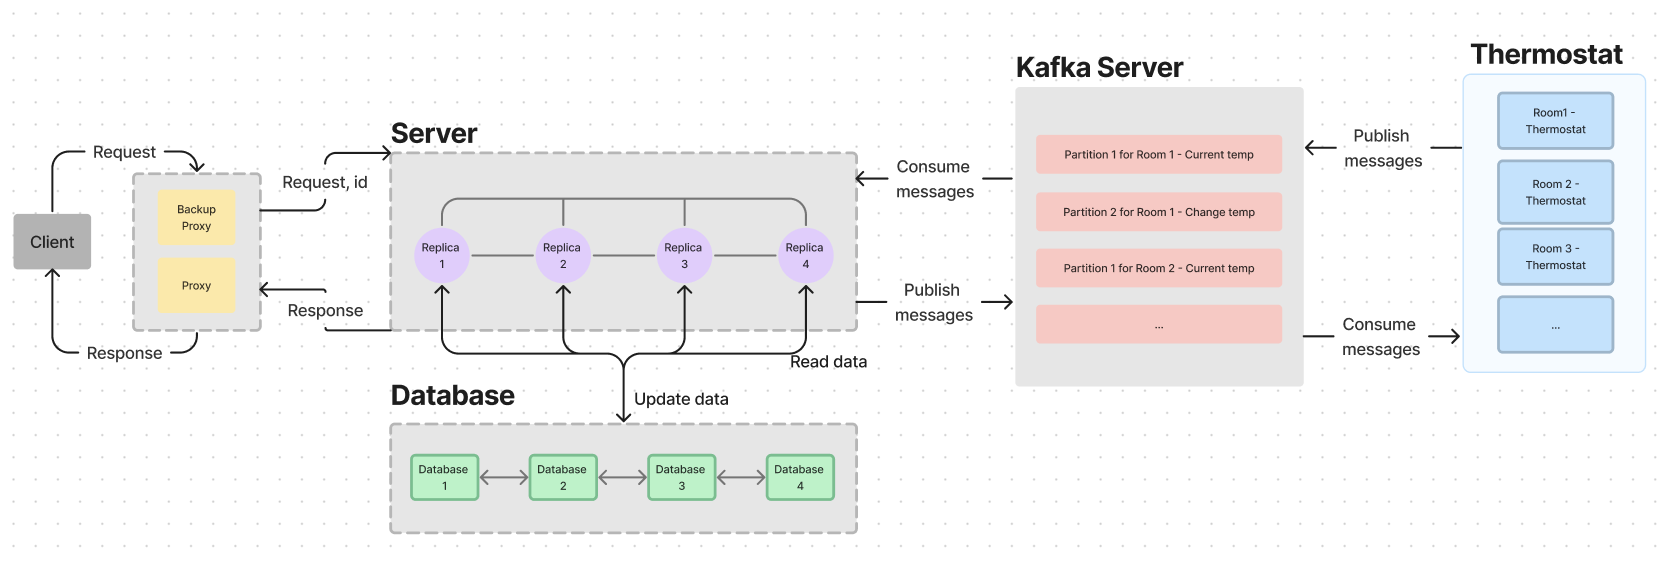 Thermostat
Kafka Server
Room1 -
Thermostat
Server
Publish
messages
Request
Partition 1 for Room 1 - Current temp
Consume
messages
Request, id
Room 2 -
Thermostat
Backup
Proxy
Partition 2 for Room 1 - Change temp
Client
Replica
1
Replica
2
Replica
3
Replica
4
Room 3 -
Thermostat
Partition 1 for Room 2 - Current temp
Proxy
Publish
messages
Response
...
...
Consume
messages
Response
Read data
Database
Update data
Database
1
Database
2
Database
3
Database
4